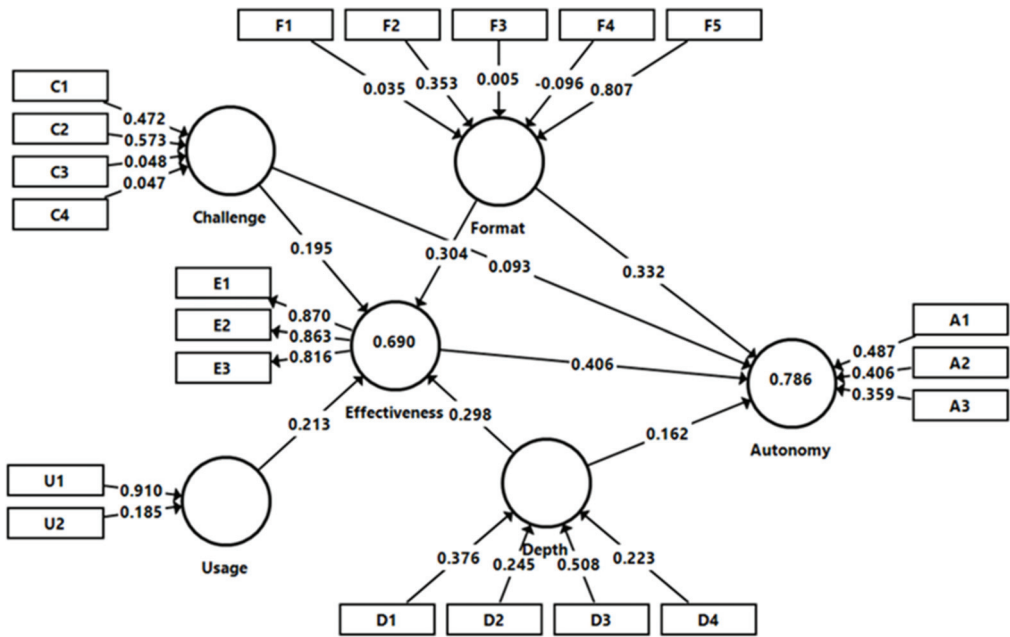 F1 F2 F3 F4 F5
0.035 0.353 0.005 -0.096 0.807
C1
C2
C3
C4
0.472
0.573
0.048
0.047
Challenge
Format
0.195
0.304
0.093
0.332
E1
E2
E3
0.870
0.863
0.816
0.690
Effectiveness
0.406
0.786
Autonomy
A1
A2
A3
0.487
0.406
0.359
0.213
0.298
0.162
U1
U2
0.910
0.185
Usage
Depth
0.376 0.245 0.508 0.223
D1 D2 D3 D4